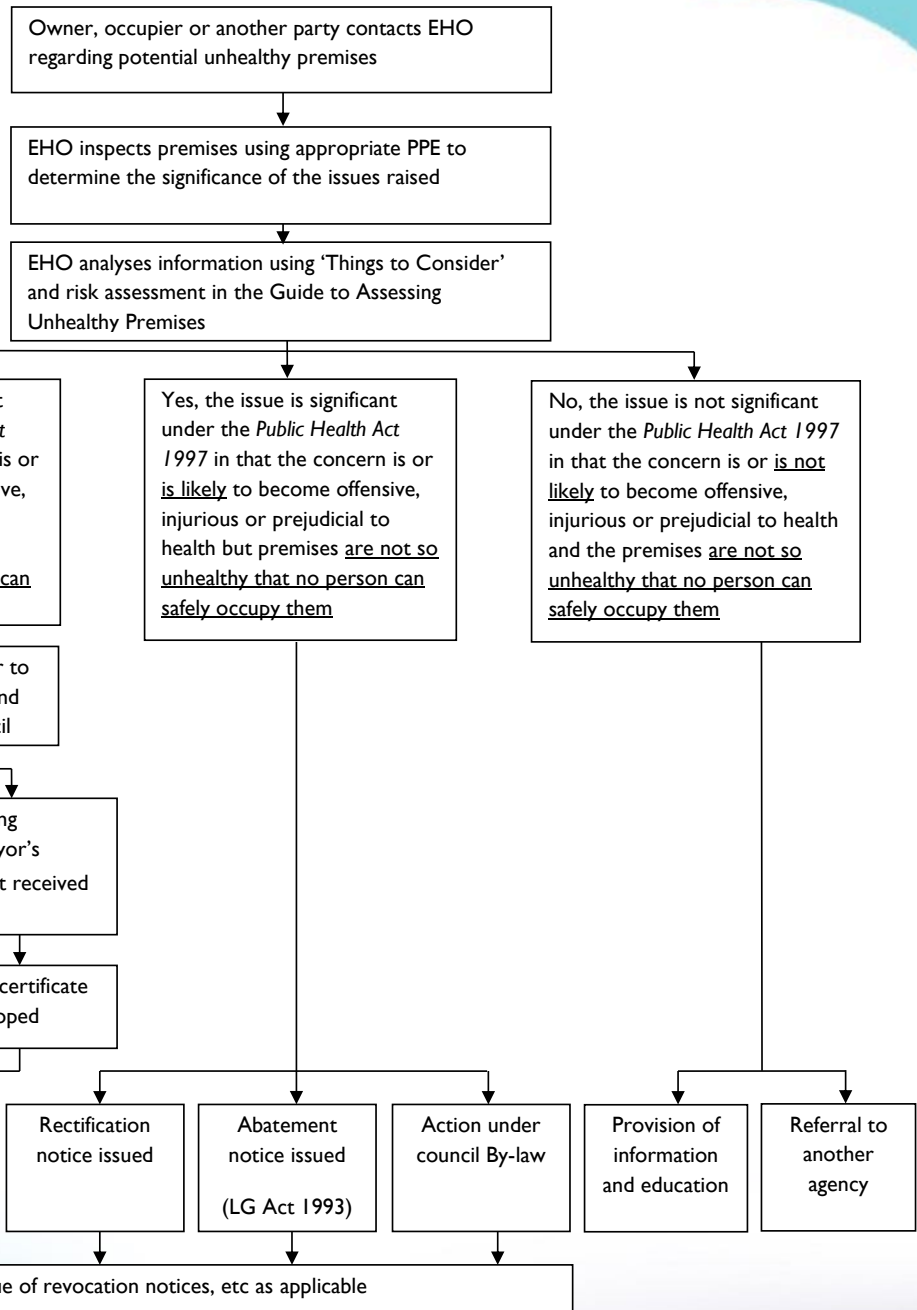 Owner, occupier or another party contacts EHO
regarding potential unhealthy premises
EHO inspects premises using appropriate PPE to
determine the significance of the issues raised
EHO analyses information using ‘Things to Consider’
and risk assessment in the Guide to Assessing
Unhealthy Premises
is or
can
Yes, the issue is significant
under the Public Health Act
1997 in that the concern is or
is likely to become offensive,
injurious or prejudicial to
health but premises are not so
unhealthy that no person can
safely occupy them
No, the issue is not significant
under the Public Health Act 1997
in that the concern is or is not
likely to become offensive,
injurious or prejudicial to health
and the premises are not so
unhealthy that no person can
safely occupy them
to
received
certificate
Rectification
notice issued
Abatement
notice issued
(LG Act 1993)
Action under
council By-law
Provision of
information
and education
Referral to
another
agency
of revocation notices, etc as applicable